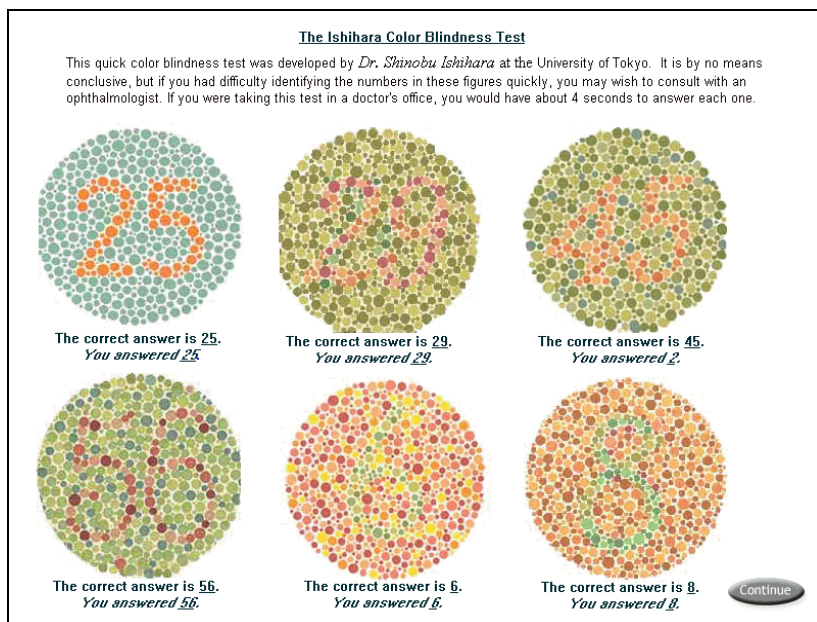 The Ishihara Color Blindness Test
This quick color blindness test was developed by Dr. Shinobu Ishihara at the University of Tokyo. It is by no means
conclusive, but if you had difficulty identifying the numbers in these figures quickly, you may wish to consult with an
ophthalmologist. If you were taking this test in a doctor's office, you would have about 4 seconds to answer each one.
25
29
45
The correct answer is 25.
You answered 25.
The correct answer is 29.
You answered 29.
The correct answer is 45.
You answered 2.
56
6
8
The correct answer is 56.
You answered 56.
The correct answer is 6.
You answered 6.
The correct answer is 8.
You answered 8.
Continue